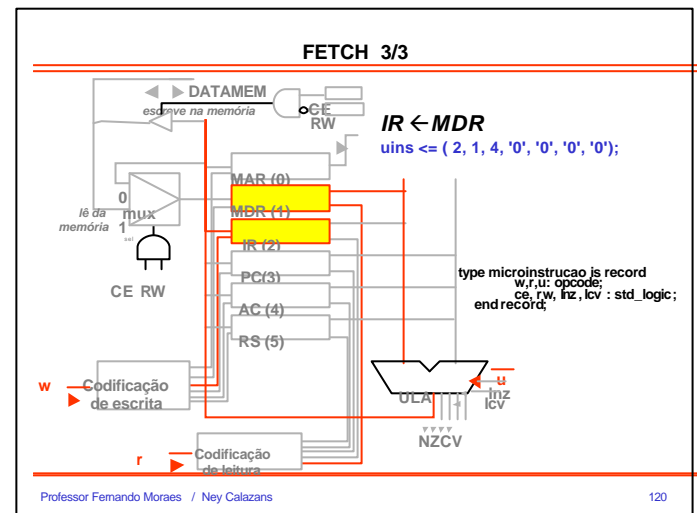 FETCH 3/3
DATAMEM
escreve na memória
CE
RW
IR ← MDR
uins <= ( 2, 1, 4, '0', '0', '0', '0');
MAR (0)
MDR (1)
IR (2)
PC(3)
AC (4)
RS (5)
0
mux
1
sel
lê da
memória
CE RW
type microinstrucao is record
w,r,u: opcode;
ce, rw, lnz, lcv : std_logic;
end record;
w
Codificação
de escrita
r
Codificação
de leitura
ULA
u
lnz
lcv
NZCV
Professor Fernando Moraes / Ney Calazans
120